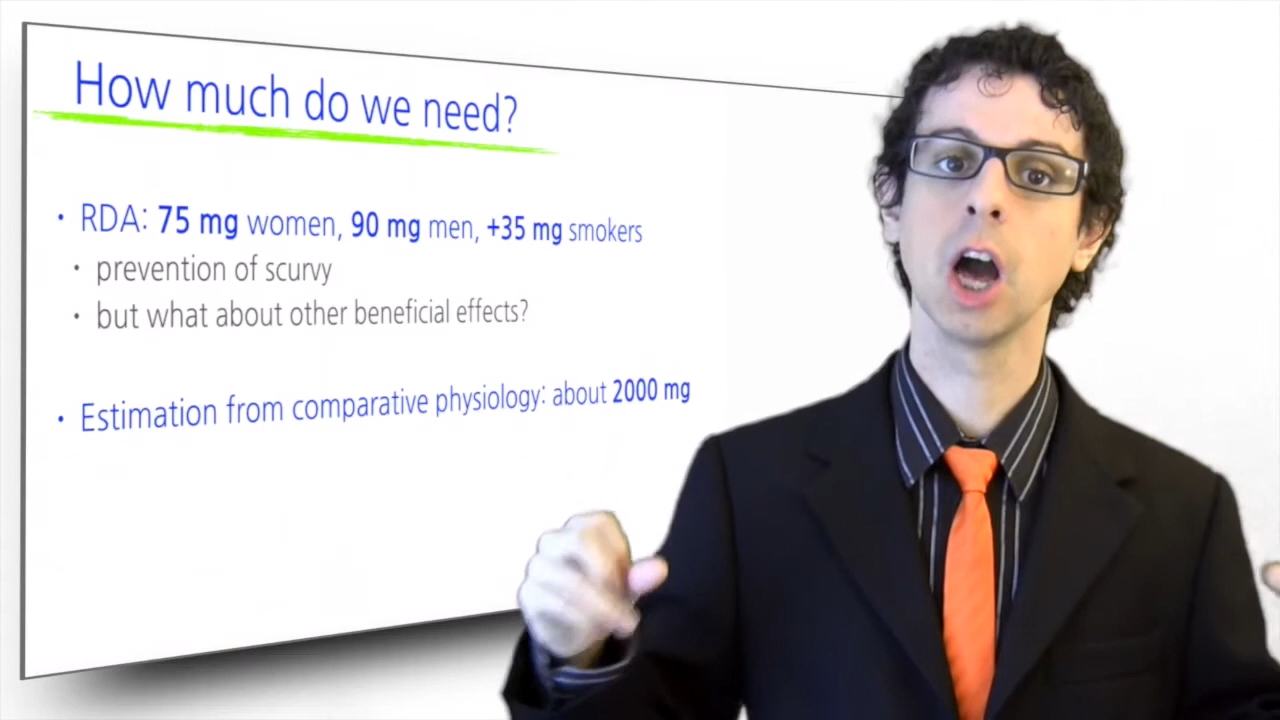 How much do we need?
• RDA: 75 mg women, 90 mg men, +35 mg smokers
• prevention of scurvy
• but what about other beneficial effects?
• Estimation from comparative physiology: about 2000 mg